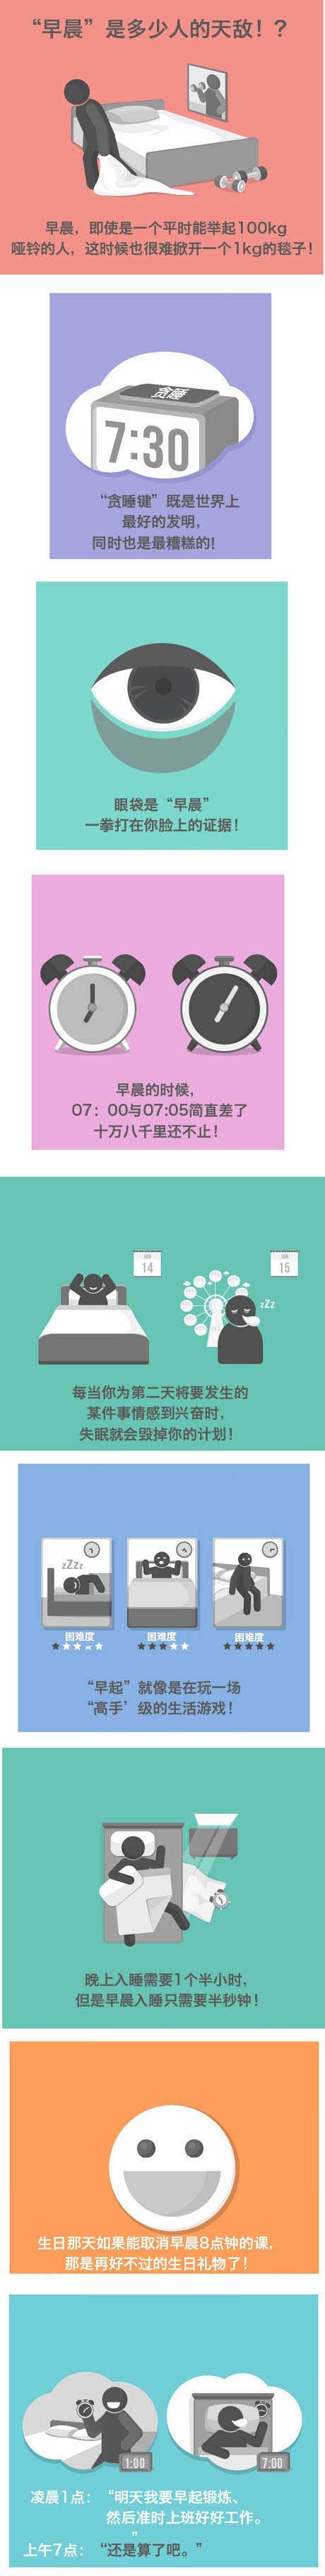 “早晨”是多少人的天敌！？
早晨，即使是一个平时能举起100kg
哑铃的人，这时候也很难掀开一个1kg的毯子！
贪睡
7:30
“贪睡键”既是世界上
最好的发明，
同时也是最糟糕的！
眼袋是“早晨”
一拳打在你脸上的证据！
早晨的时候，
07：00与07:05简直差了
十万八千里还不止！
JAN
14
JAN
15
zZz
每当你为第二天将要发生的
某件事情感到兴奋时，
失眠就会毁掉你的计划！
zZZz
困难度
困难度
困难度
“早起”就像是在玩一场
“高手’级的生活游戏！
晚上入睡需要1个半小时，
但是早晨入睡只需要半秒钟！
生日那天如果能取消早晨8点钟的课，
那是再好不过的生日礼物了！
1:00
7:00
凌晨1点：“明天我要早起锻炼、
然后准时上班好好工作。
”
上午7点：“还是算了吧。”